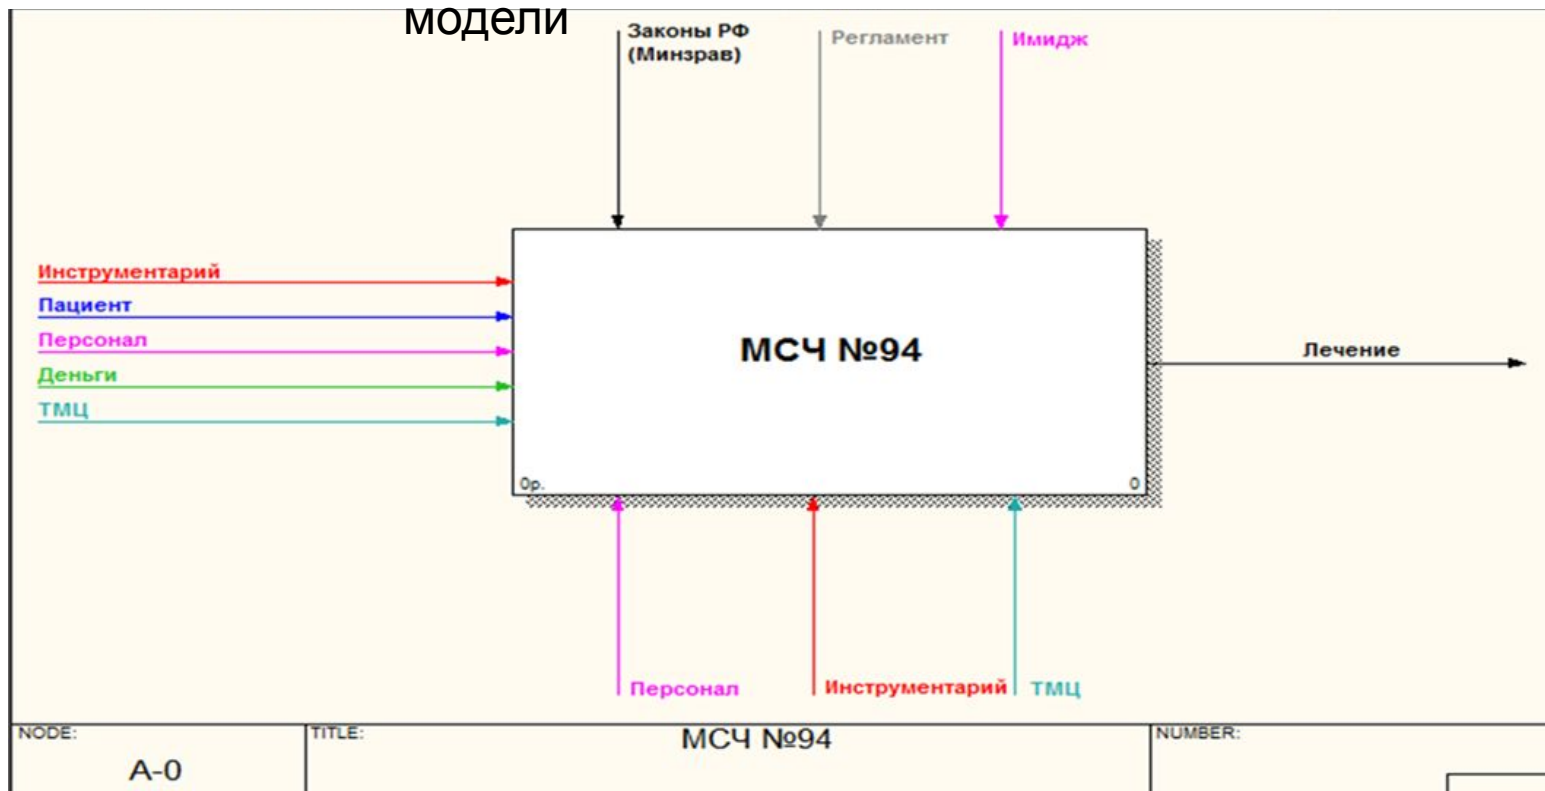 модели
Законы РФ
(Минзрав)
Регламент
Имидж
Инструментарий
Пациент
Персонал
Деньги
ТМЦ
МСЧ №94
Лечение
0р.
0
Персонал
Инструментарий
ТМЦ
NODE:
TITLE:
МСЧ №94
NUMBER:
A-0